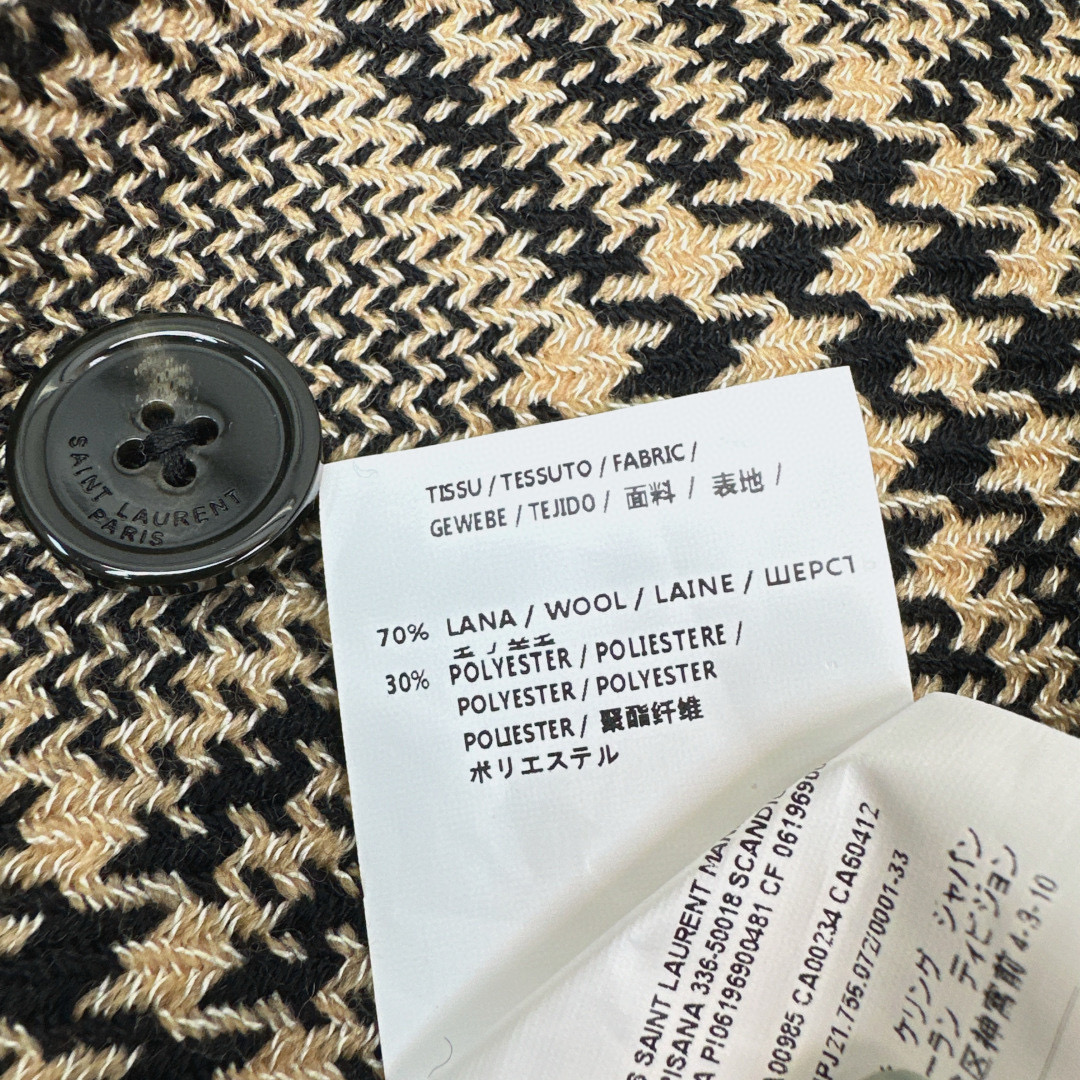 SAINT LAURENT
PARIS
TISSU / TESSUTO / FABRIC /
GEWEBE / TEJIDO / 面料 / 表地 /
70% LANA / WOOL / LAINE / ШЕРСТ
30% POLYESTER / POLIESTERE /
POLYESTER / POLYESTER
POLIESTER / 聚酯纤维
ポリエステル
SAINT LAURENT
PISANA 336-50018 SCANDI
PI06196900481 CF 0619690
00985 CA00234 CA60412
PJ21.755.072/0001-33
ケリング ジャパン
ーラン ディビジョン
区神宮前 4-3-10